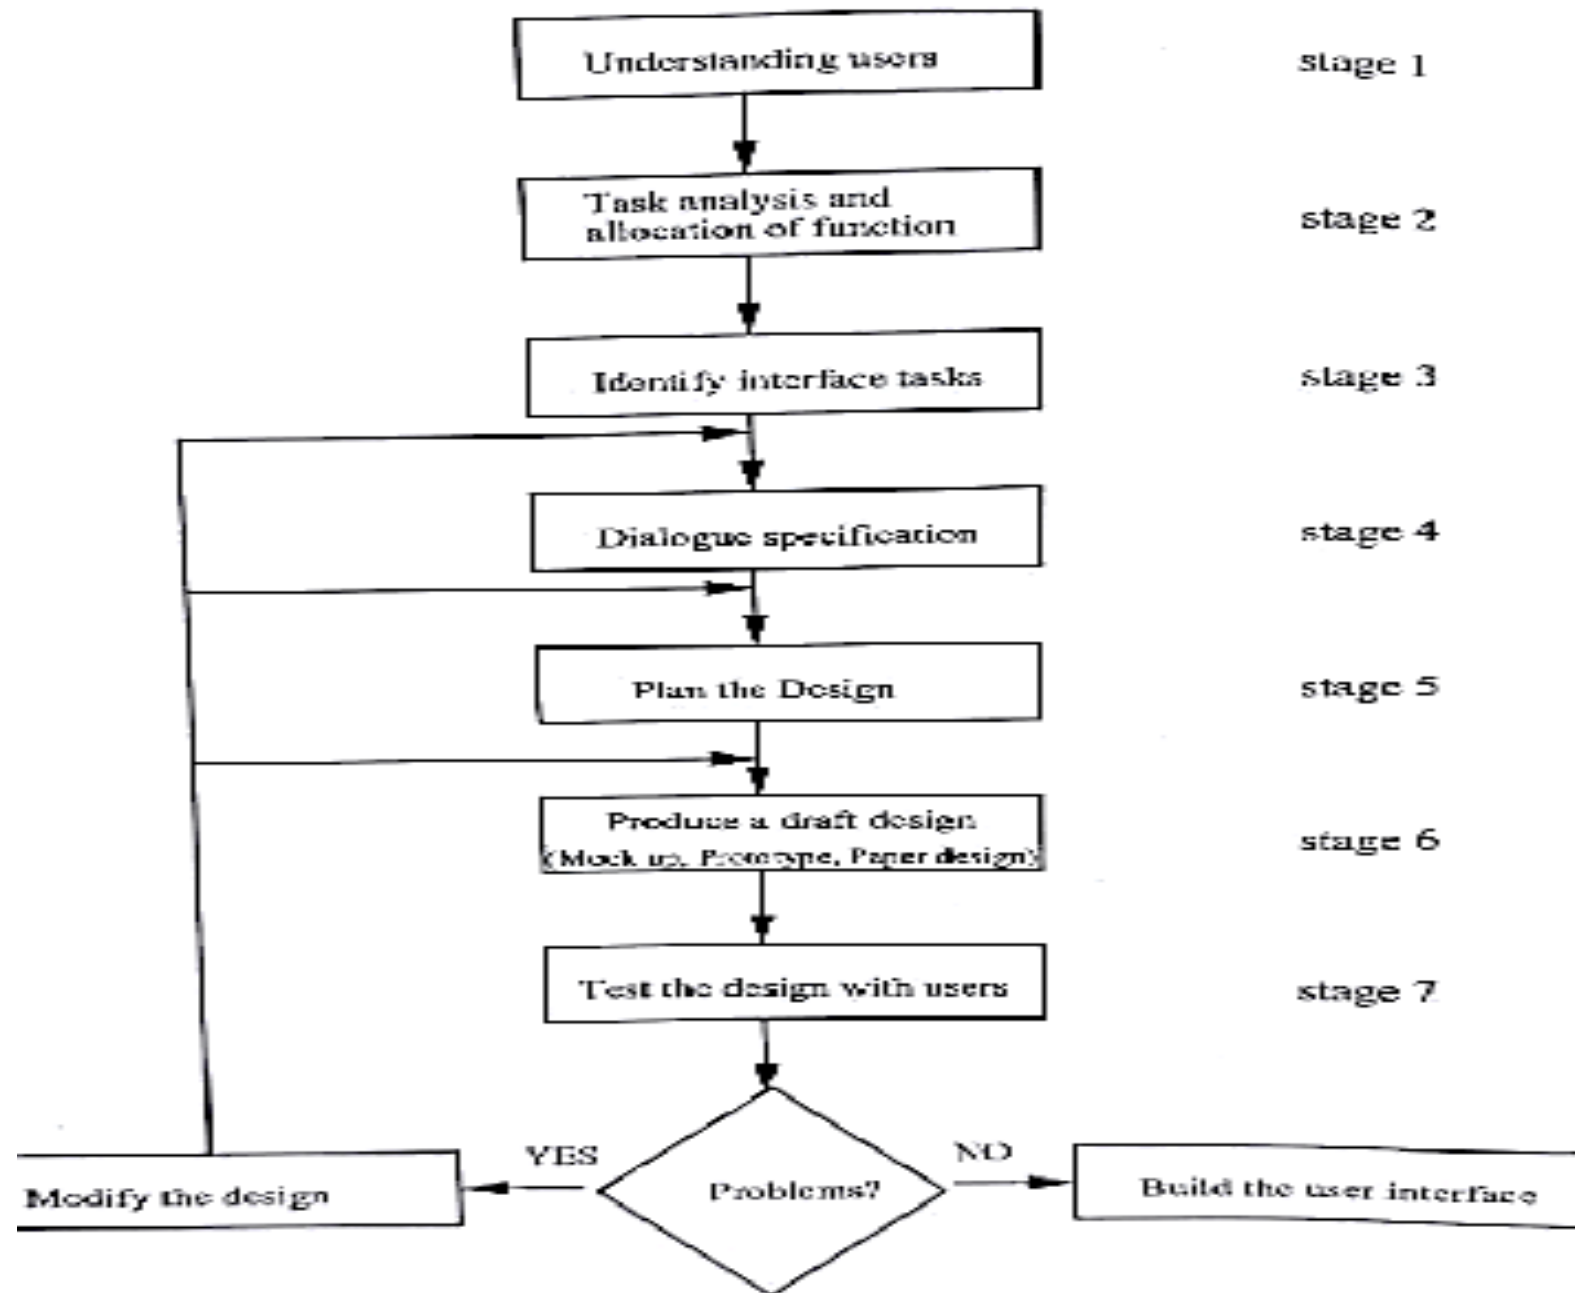 Understanding users
stage 1
Task analysis and
allocation of function
stage 2
Identify interface tasks
stage 3
Dialogue specification
stage 4
Plan the Design
stage 5
Produce a draft design
(Mock up, Prototype, Paper design)
stage 6
Test the design with users
stage 7
YES
NO
Modify the design
Problems?
Build the user interface